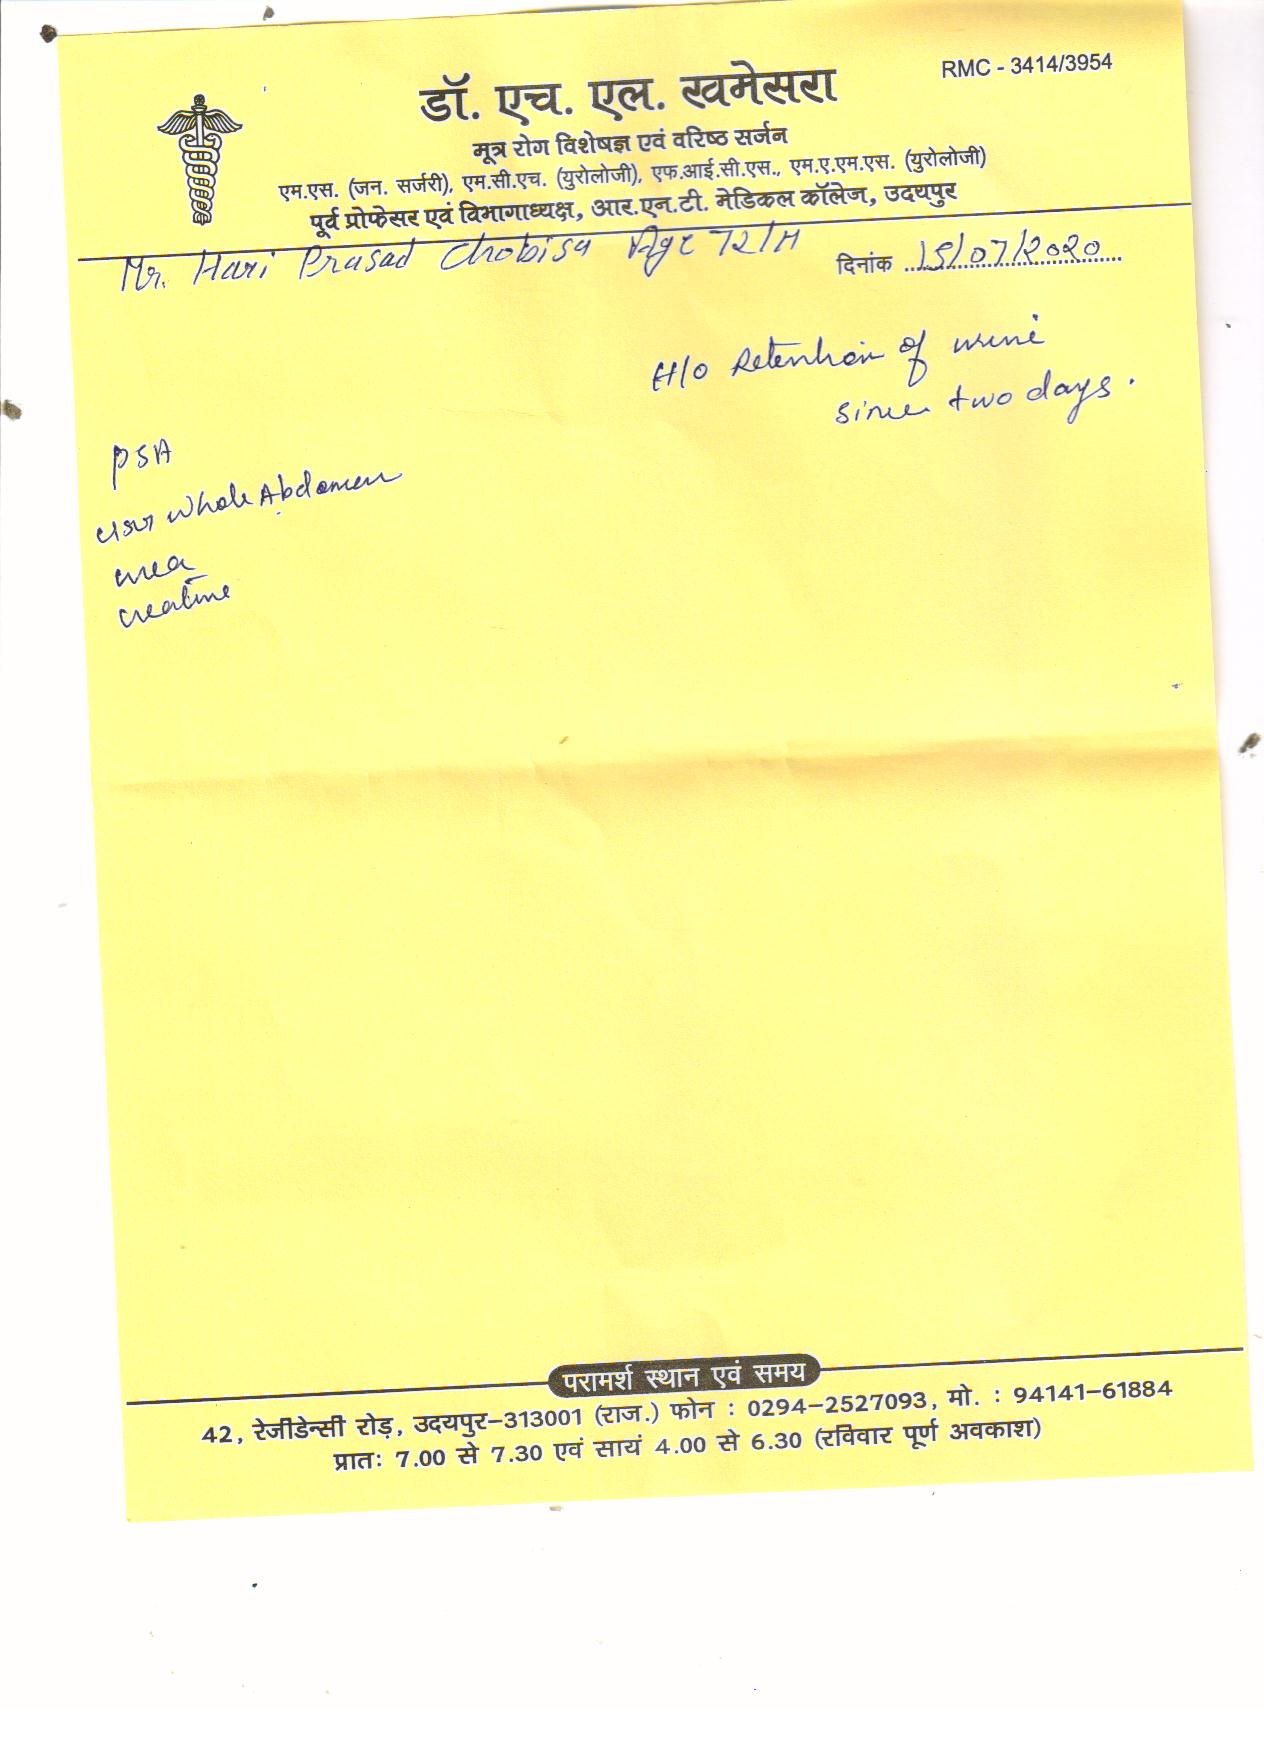 RMC - 3414/3954
डॉ. एच. एल. खमेसरा
मूत्र रोग विशेषज्ञ एवं वरिष्ठ सर्जन
एम.एस. (जन. सर्जरी), एम.सी.एच. (युरोलोजी), एफ.आई.सी.एस., एम.ए.एम.एस. (युरोलोजी)
पूर्व प्रोफेसर एवं विभागाध्यक्ष, आर.एन.टी. मेडिकल कॉलेज, उदयपुर
Mr. Hari Prasad Chobisa Age 72/M
दिनांक 15/07/2020
H/o Retention of urine
since two days.
PSA
USG Whole Abdomen
urea
creatine
परामर्श स्थान एवं समय
42, रेजीडेन्सी रोड़, उदयपुर-313001 (राज.) फोन : 0294-2527093, मो. : 94141-61884
प्रातः 7.00 से 7.30 एवं सायं 4.00 से 6.30 (रविवार पूर्ण अवकाश)